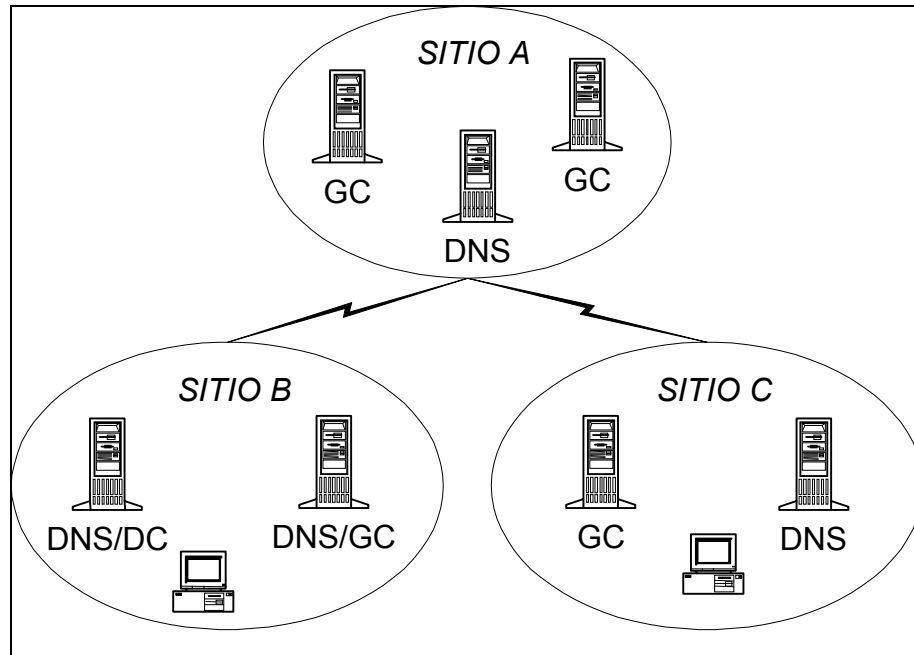 SITIO A
GC
GC
DNS
SITIO B
SITIO C
DNS/DC
DNS/GC
GC
DNS